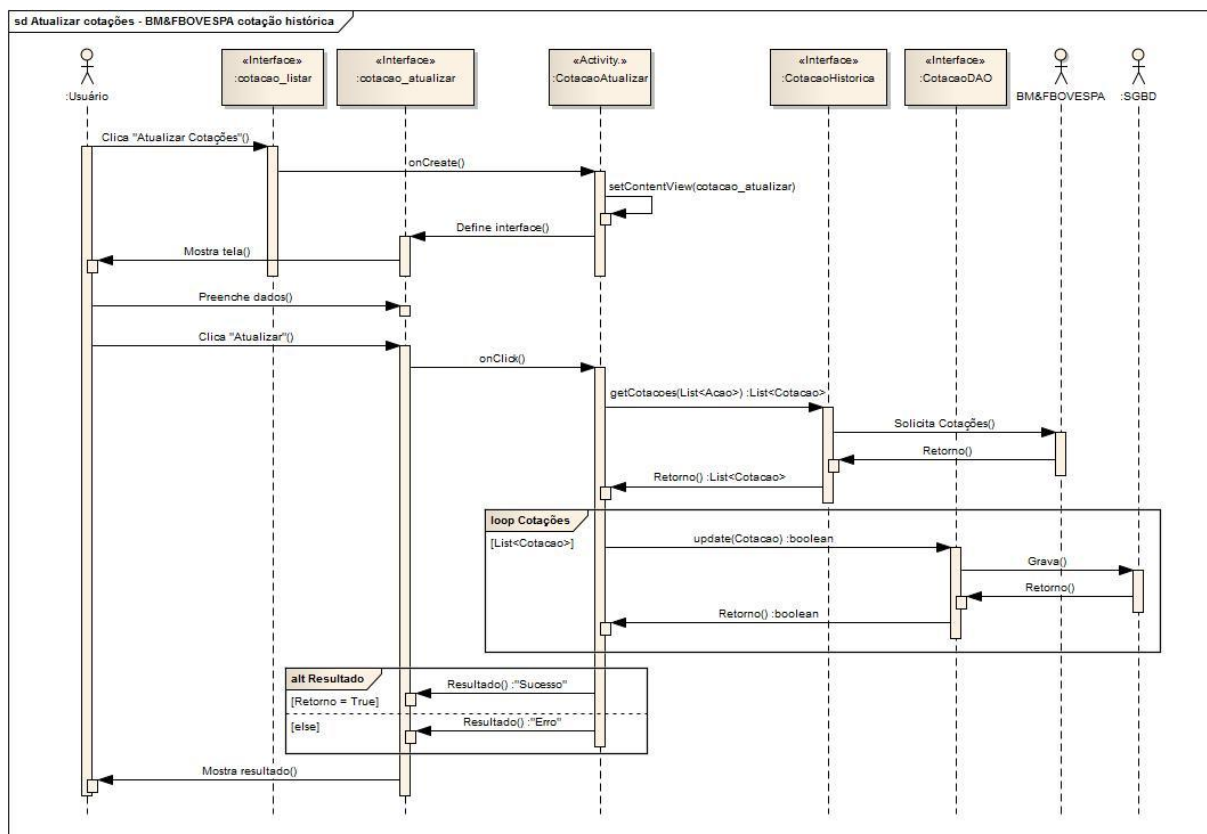 sd Atualizar cotações - BM&FBOVESPA cotação histórica
«Interface»
:cotacao_listar
«Interface»
:cotacao_atualizar
«Activity.»
:CotacaoAtualizar
«Interface»
:CotacaoHistorica
«Interface»
:CotacaoDAO
:Usuário
BM&FBOVESPA
:SGBD
Clica "Atualizar Cotações"()
onCreate()
setContentView(cotacao_atualizar)
Define interface()
Mostra tela()
Preenche dados()
Clica "Atualizar"()
onClick()
getCotacoes(List<Acao>) :List<Cotacao>
Solicita Cotações()
Retorno()
Retorno() :List<Cotacao>
loop Cotações
[List<Cotacao>]
update(Cotacao) :boolean
Grava()
Retorno()
Retorno() :boolean
alt Resultado
[Retorno = True]
Resultado() :"Sucesso"
[else]
Resultado() :"Erro"
Mostra resultado()